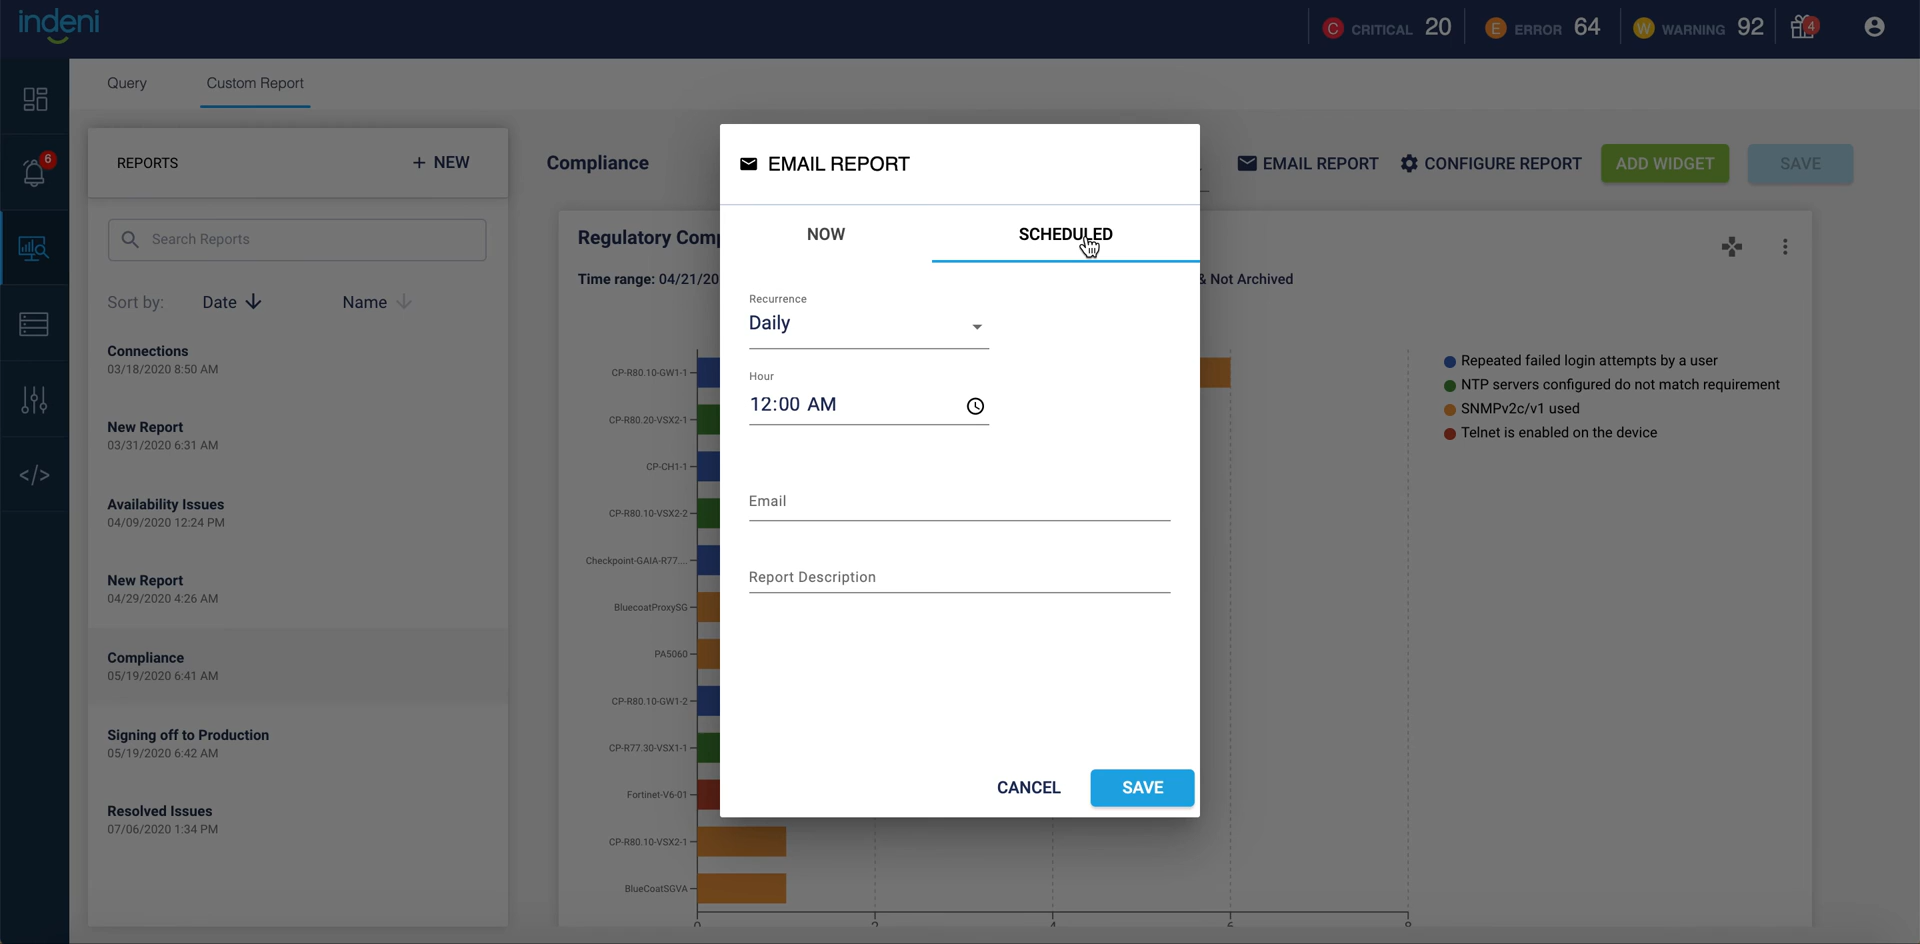 indeni
C CRITICAL 20
E ERROR 64
W WARNING 92
4
Query
Custom Report
6
REPORTS
+ NEW
Search Reports
Sort by:
Date
Name
Connections
03/18/2020 8:50 AM
New Report
03/31/2020 6:31 AM
Availability Issues
04/09/2020 12:24 PM
New Report
04/29/2020 4:26 AM
Compliance
05/19/2020 6:41 AM
Signing off to Production
05/19/2020 6:42 AM
Resolved Issues
07/06/2020 1:34 PM
Compliance
EMAIL REPORT
CONFIGURE REPORT
ADD WIDGET
SAVE
Regulatory Comp
Time range: 04/21/20
& Not Archived
CP-R80.10-GW1-1
CP-R80.20-VSX2-1
CP-CH1-1
CP-R80.10-VSX2-2
Checkpoint-GAIA-R77....
BluecoatProxySG
PA5060
CP-R80.10-GW1-2
CP-R77.30-VSX1-1
Fortinet-V6-01
CP-R80.10-VSX2-1
BlueCoatSGVA
Repeated failed login attempts by a user
NTP servers configured do not match requirement
SNMPv2c/v1 used
Telnet is enabled on the device
EMAIL REPORT
NOW
SCHEDULED
Recurrence
Daily
Hour
12:00 AM
Email
Report Description
CANCEL
SAVE